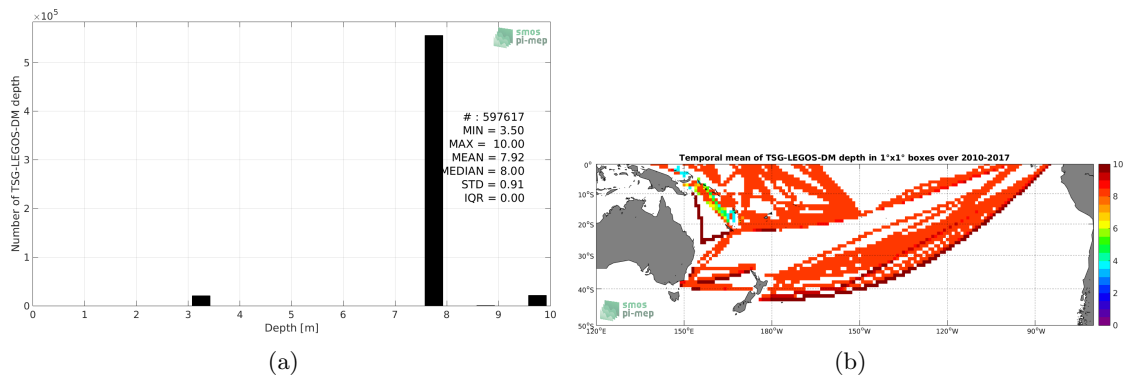 ×10⁵
5
4
3
2
1
0
Number of TSG-LEGOS-DM depth
smos
pi-mep
# : 597617
MIN = 3.50
MAX = 10.00
MEAN = 7.92
MEDIAN = 8.00
STD = 0.91
IQR = 0.00
0 1 2 3 4 5 6 7 8 9 10
Depth [m]
(a)
Temporal mean of TSG-LEGOS-DM depth in 1°x1° boxes over 2010-2017
0°
10°S
20°S
30°S
40°S
50°S
120°E 150°E 180°W 150°W 120°W 90°W
10
8
6
4
2
0
smos
pi-mep
(b)